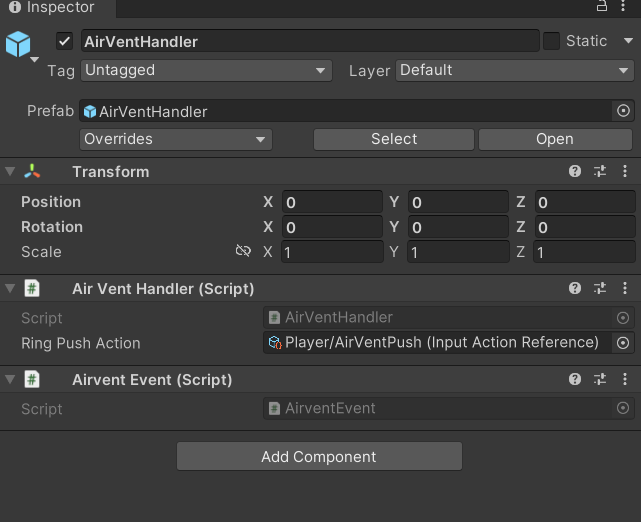 Inspector
AirVentHandler
Static
Tag Untagged Layer Default
Prefab AirVentHandler
Overrides Select Open
Transform
Position X 0 Y 0 Z 0
Rotation X 0 Y 0 Z 0
Scale X 1 Y 1 Z 1
# Air Vent Handler (Script)
Script # AirVentHandler
Ring Push Action Player/AirVentPush (Input Action Reference)
# Airvent Event (Script)
Script # AirventEvent
Add Component